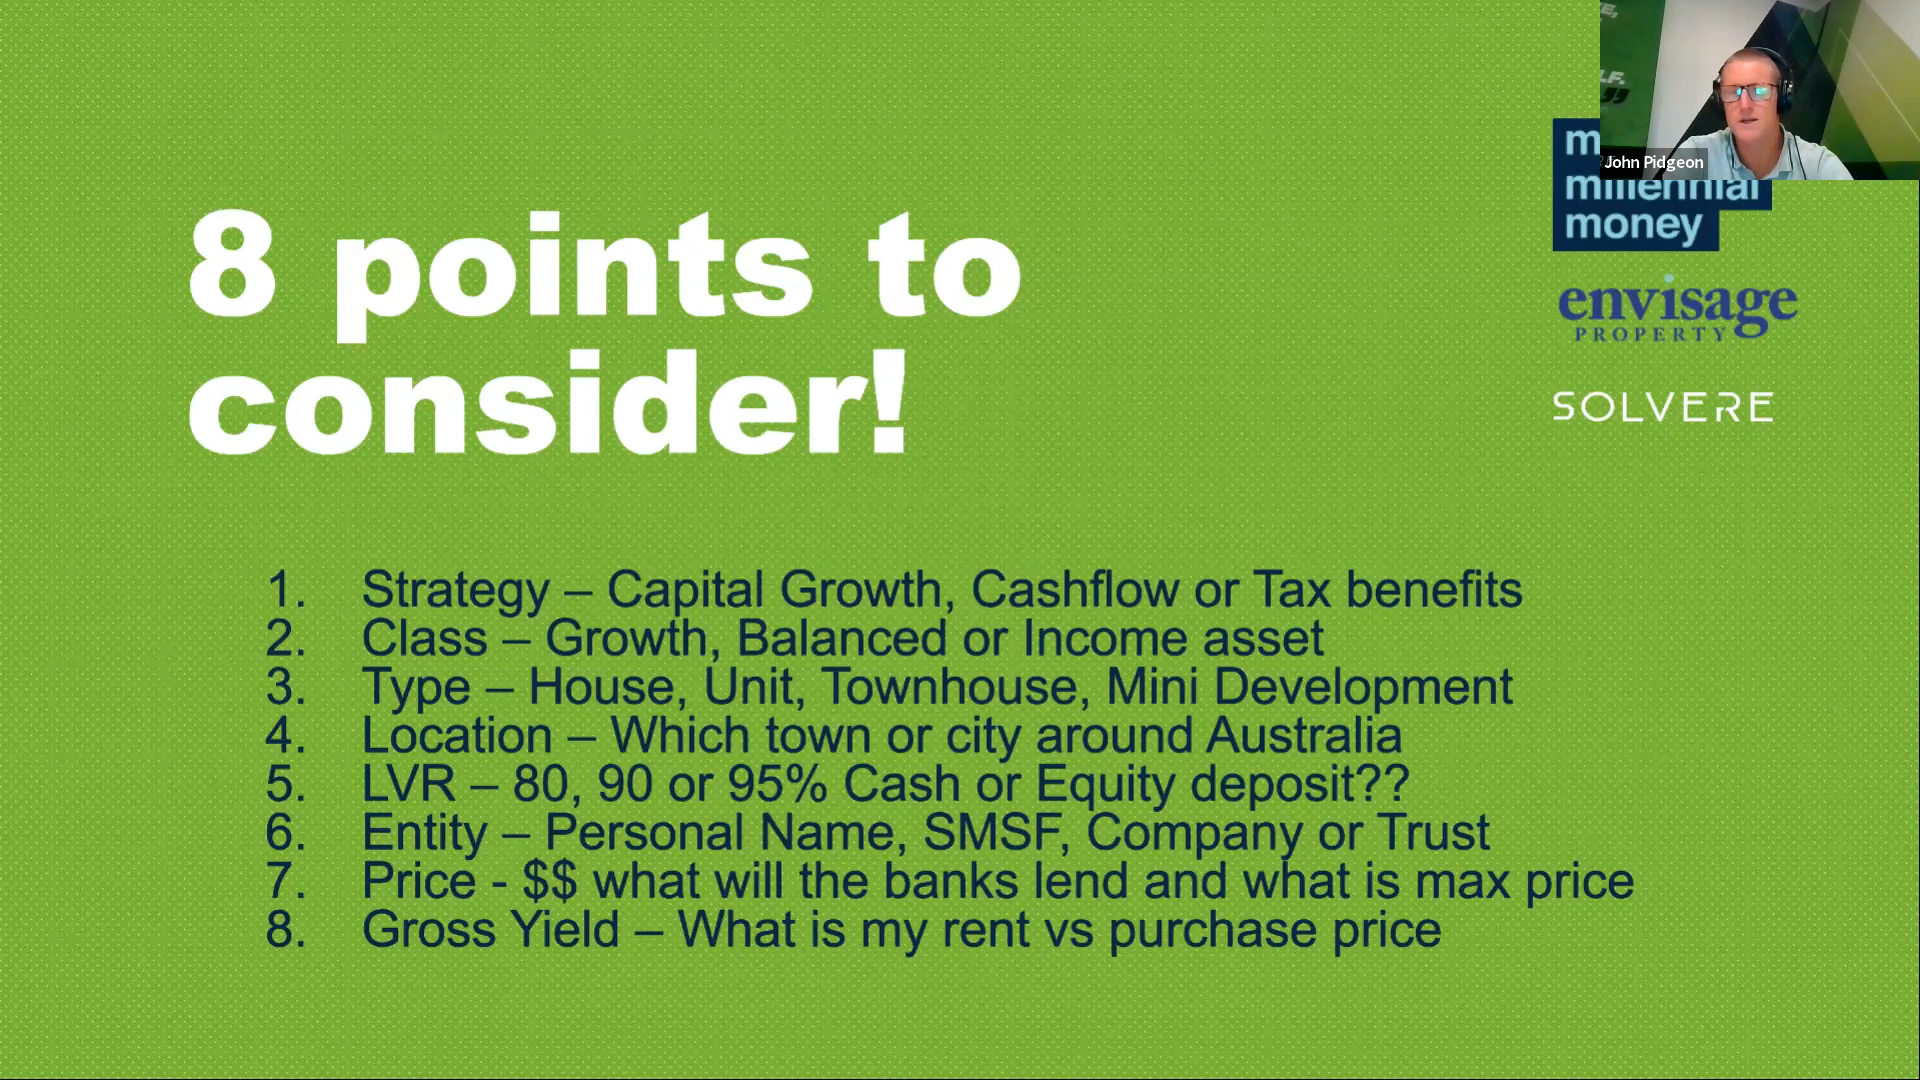 8 points to
consider!
John Pidgeon
m
millennial
money
envisage
PROPERTY
SOLVERE
1. Strategy – Capital Growth, Cashflow or Tax benefits
2. Class – Growth, Balanced or Income asset
3. Type – House, Unit, Townhouse, Mini Development
4. Location – Which town or city around Australia
5. LVR – 80, 90 or 95% Cash or Equity deposit??
6. Entity – Personal Name, SMSF, Company or Trust
7. Price - $$ what will the banks lend and what is max price
8. Gross Yield – What is my rent vs purchase price